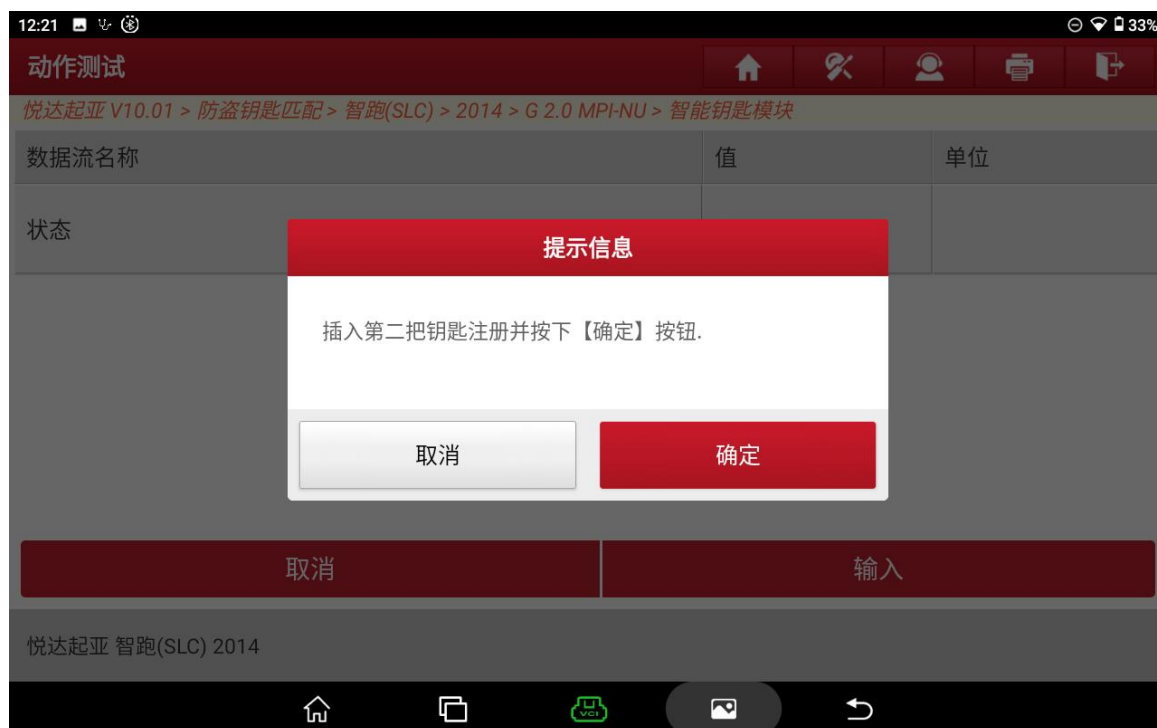 12:21
33%
动作测试
悦达起亚 V10.01 > 防盗钥匙匹配 > 智跑(SLC) > 2014 > G 2.0 MPI-NU > 智能钥匙模块
数据流名称 值 单位
状态
提示信息
插入第二把钥匙注册并按下【确定】按钮.
取消 确定
取消 输入
悦达起亚 智跑(SLC) 2014
VCI